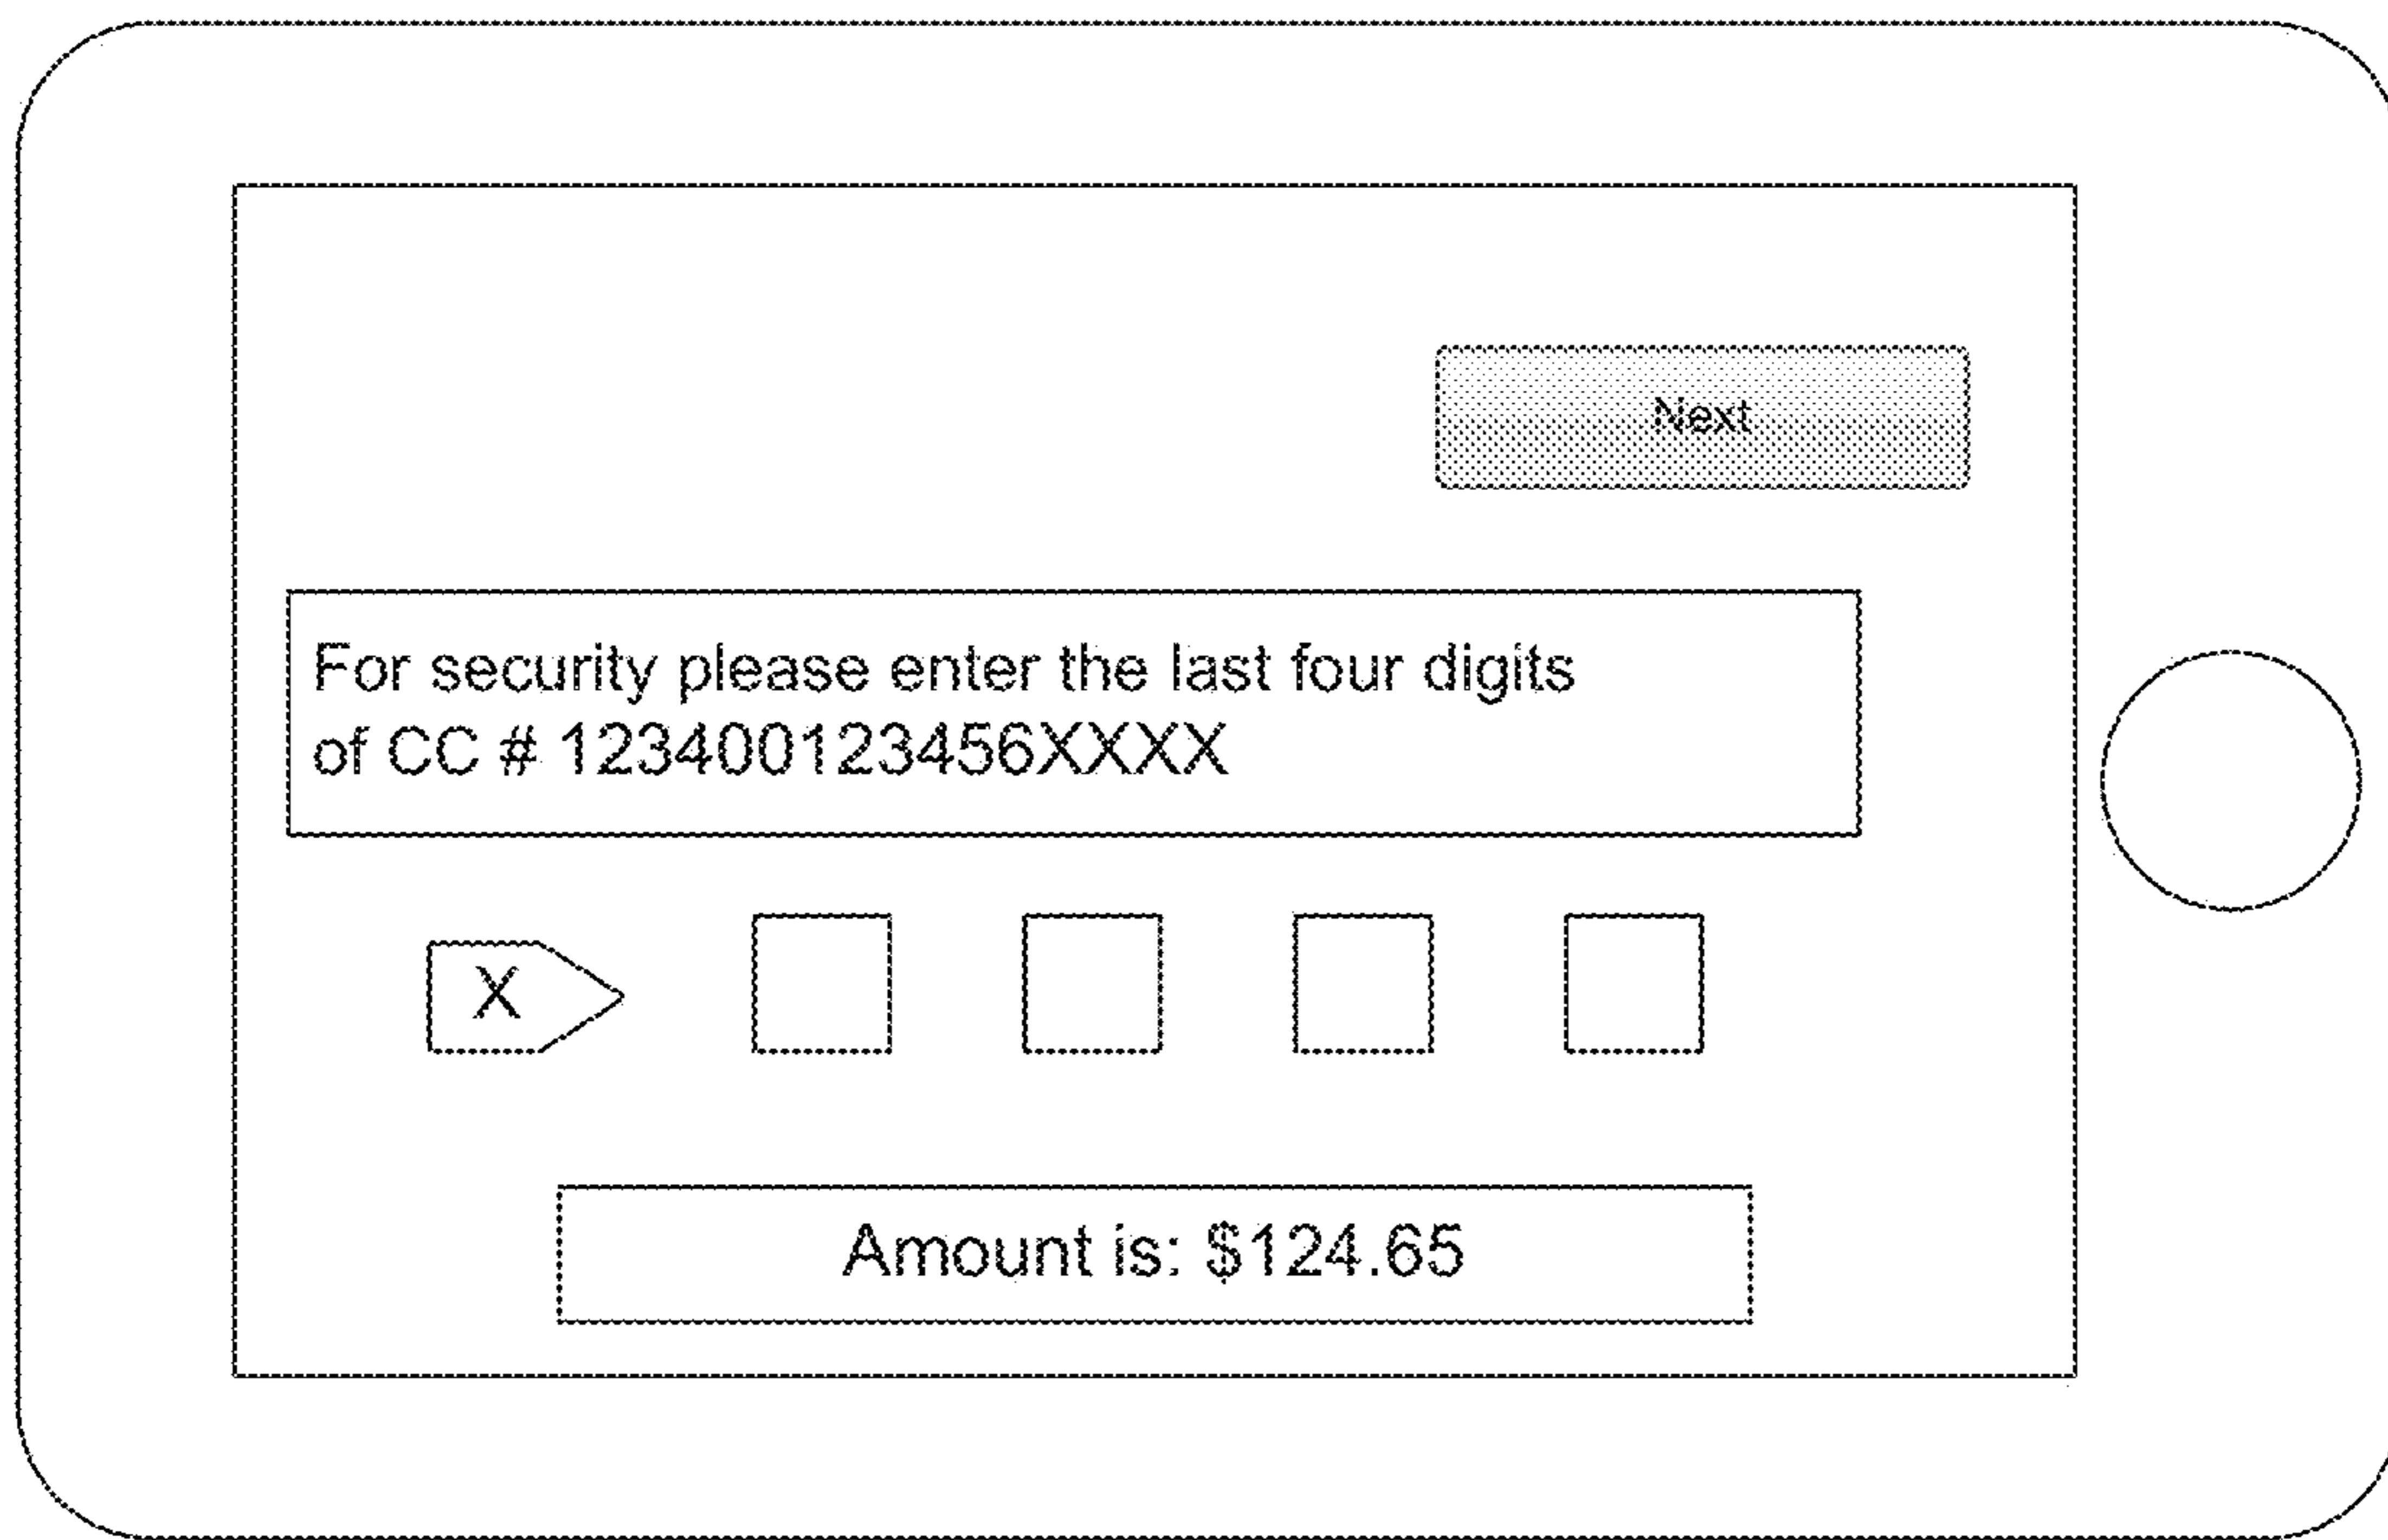 Next
For security please enter the last four digits
of CC # 123400123456XXXX
X
Amount is: $124.65